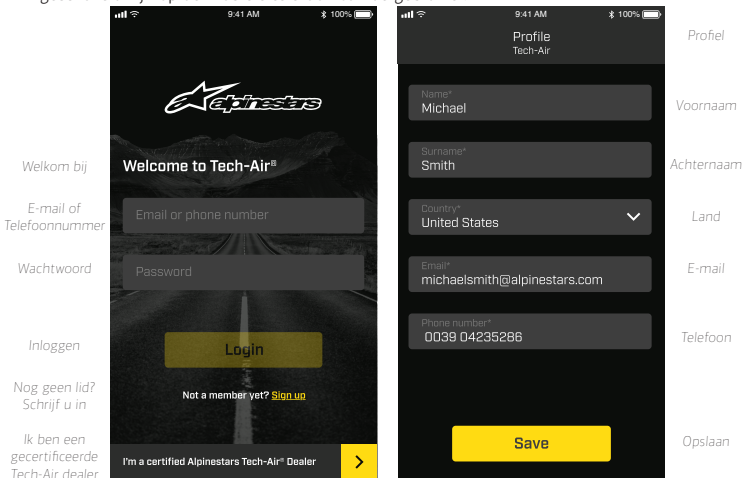 9:41 AM
100%
alpinestars
Welkom bij
Welcome to Tech-Air®
E-mail of
Telefoonnummer
Email or phone number
Wachtwoord
Password
Inloggen
Login
Nog geen lid?
Schrijf u in
Not a member yet? Sign up
Ik ben een
gecertificeerde
Tech-Air dealer
I'm a certified Alpinestars Tech-Air® Dealer
9:41 AM
100%
Profile
Tech-Air
Profiel
Name*
Michael
Voornaam
Surname*
Smith
Achternaam
Country*
United States
Land
Email*
michaelsmith@alpinestars.com
E-mail
Phone number*
0039 04235286
Telefoon
Save
Opslaan